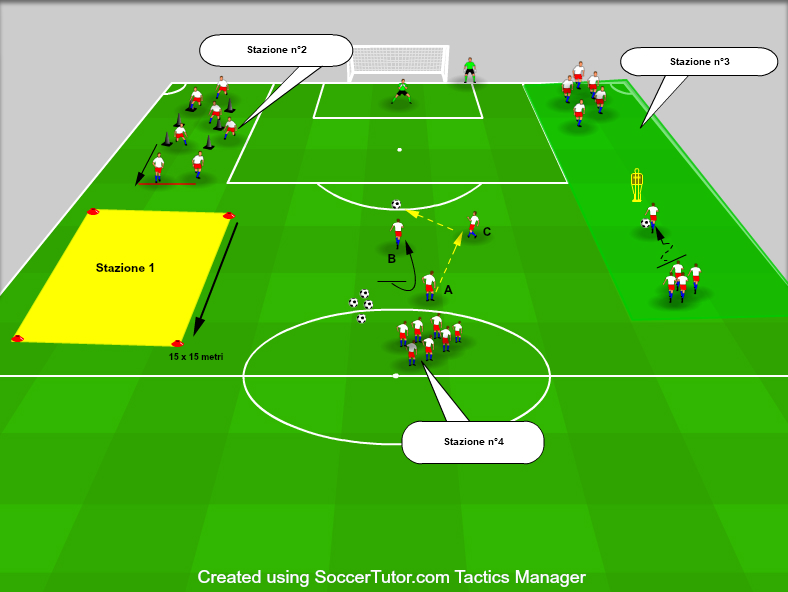 Stazione n°2
Stazione n°3
C
B
Stazione 1
A
15 x 15 metri
Stazione n°4
Created using SoccerTutor.com Tactics Manager